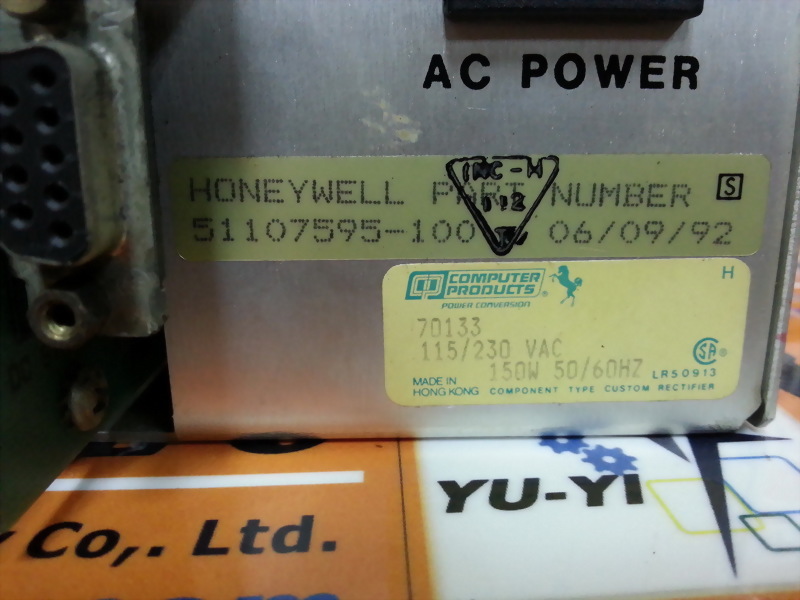 AC POWER
HONEYWELL PART NUMBER S
51107595-100 06/09/92
INC-H
112
COMPUTER
PRODUCTS®
POWER CONVERSION
H
70133
115/230 VAC
150W 50/60HZ
LR50913
MADE IN
HONG KONG
COMPONENT TYPE CUSTOM RECTIFIER
YU-YI
Co,. Ltd.